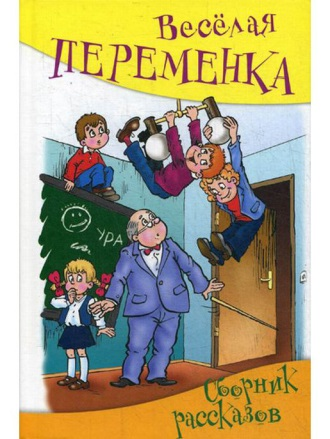 Весёлая
ПЕРЕМЕНКА
УРА
Сборник
рассказов